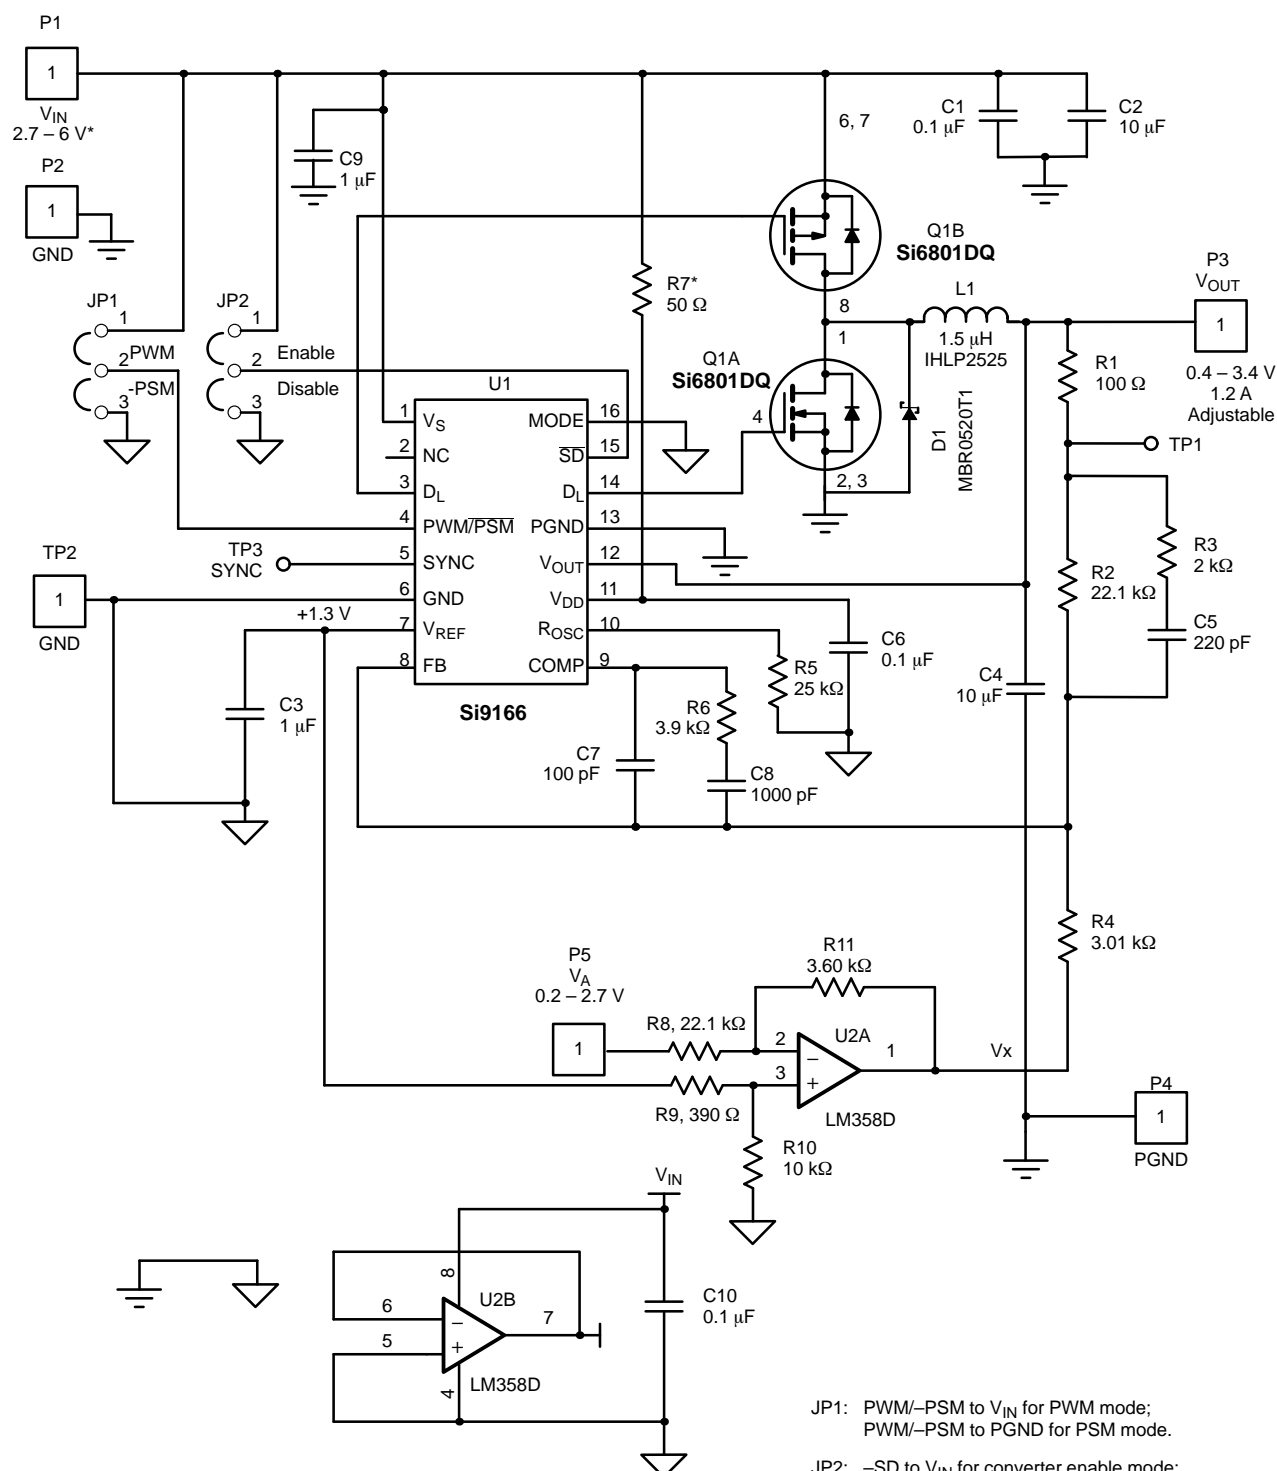 P1
1
V_IN
2.7 – 6 V*
P2
1
GND
C9
1 μF
6, 7
C1
0.1 μF
C2
10 μF
Q1B
Si6801DQ
R7*
50 Ω
P3
V_OUT
1
0.4 – 3.4 V
1.2 A
Adjustable
JP1
1
2
PWM
-PSM
3
JP2
1
2
Enable
Disable
3
8
1
L1
1.5 μH
IHLP2525
Q1A
Si6801DQ
4
2, 3
D1
MBR0520T1
R1
100 Ω
TP1
U1
1 V_S MODE 16
2 NC SD 15
3 D_L D_L 14
4 PWM/PSM PGND 13
5 SYNC V_OUT 12
6 GND V_DD 11
7 V_REF R_OSC 10
8 FB COMP 9
Si9166
TP3
SYNC
TP2
1
GND
+1.3 V
R3
2 kΩ
R2
22.1 kΩ
C5
220 pF
C6
0.1 μF
R5
25 kΩ
C4
10 μF
C3
1 μF
R6
3.9 kΩ
C7
100 pF
C8
1000 pF
R4
3.01 kΩ
P5
V_A
0.2 – 2.7 V
1
R11
3.60 kΩ
R8, 22.1 kΩ
2
U2A
1
Vx
–
3
+
R9, 390 Ω
LM358D
R10
10 kΩ
P4
1
PGND
V_IN
8
6
U2B
7
–
5
+
4
LM358D
C10
0.1 μF
JP1: PWM/–PSM to V_IN for PWM mode;
PWM/–PSM to PGND for PSM mode.
JP2: –SD to V_IN for converter enable mode;